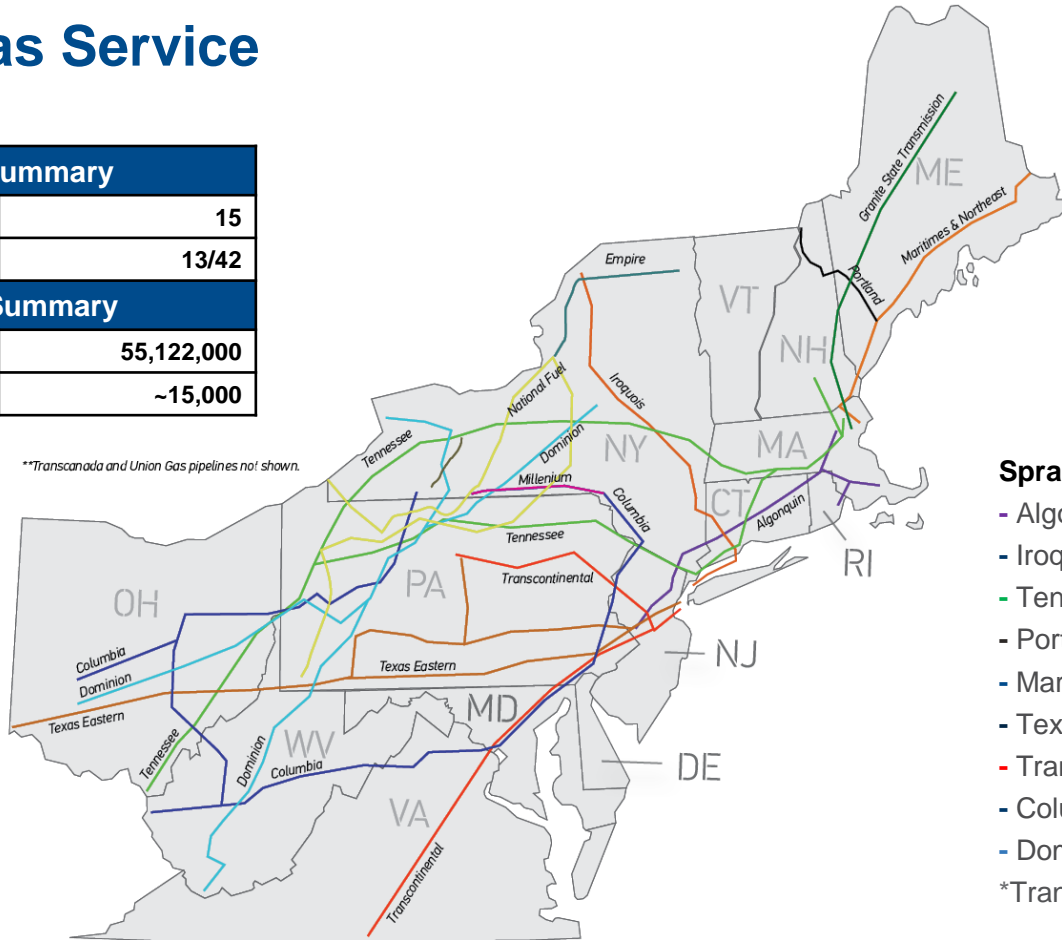 as Service
ummary
15
13/42
Summary
55,122,000
~15,000
**Transcanada and Union Gas pipelines not shown.
Granite State Transmission
ME
Maritimes & Northeast
Portland
Empire
VT
NH
National Fuel
Iroquois
Tennessee
Dominion
NY
MA
Millenium
Columbia
CT
Algonquin
RI
Tennessee
Transcontinental
PA
OH
Columbia
Dominion
Texas Eastern
Texas Eastern
NJ
MD
Tennessee
Dominion
WV
Columbia
DE
VA
Transcontinental
Spra
- Algo
- Iroq
- Ten
- Por
- Mar
- Tex
- Tran
- Colu
- Dom
*Tran